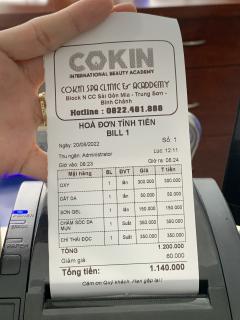 COKIN
INTERNATIONAL BEAUTY ACADEMY
COKIN SPA CLINIC & ACADEMY
Block N CC Sài Gòn Mia - Trung Sơn -
Bình Chánh
Hotline : 0822.481.888
HOÁ ĐƠN TÍNH TIỀN
BILL 1
Số: 1
Ngày: 20/05/2022
Lúc: 12:11
Thu ngân: Administrator
Giờ vào: 08:23 Giờ ra: 08:24
Mặt hàng SL ĐVT Giá T tiền
OXY 1 lần 300.000 300.000
CẮT DA 1 lần 50.000 50.000
SƠN GEL 1 lần 150.000 150.000
CHĂM SÓC DA MỤN 1 Suất 350.000 350.000
CHÌ THẢI ĐỘC 1 Suất 350.000 350.000
1.200.000
Giảm giá 60.000
Tổng tiền: 1.140.000
Cảm ơn Quý khách . Hẹn gặp lại!